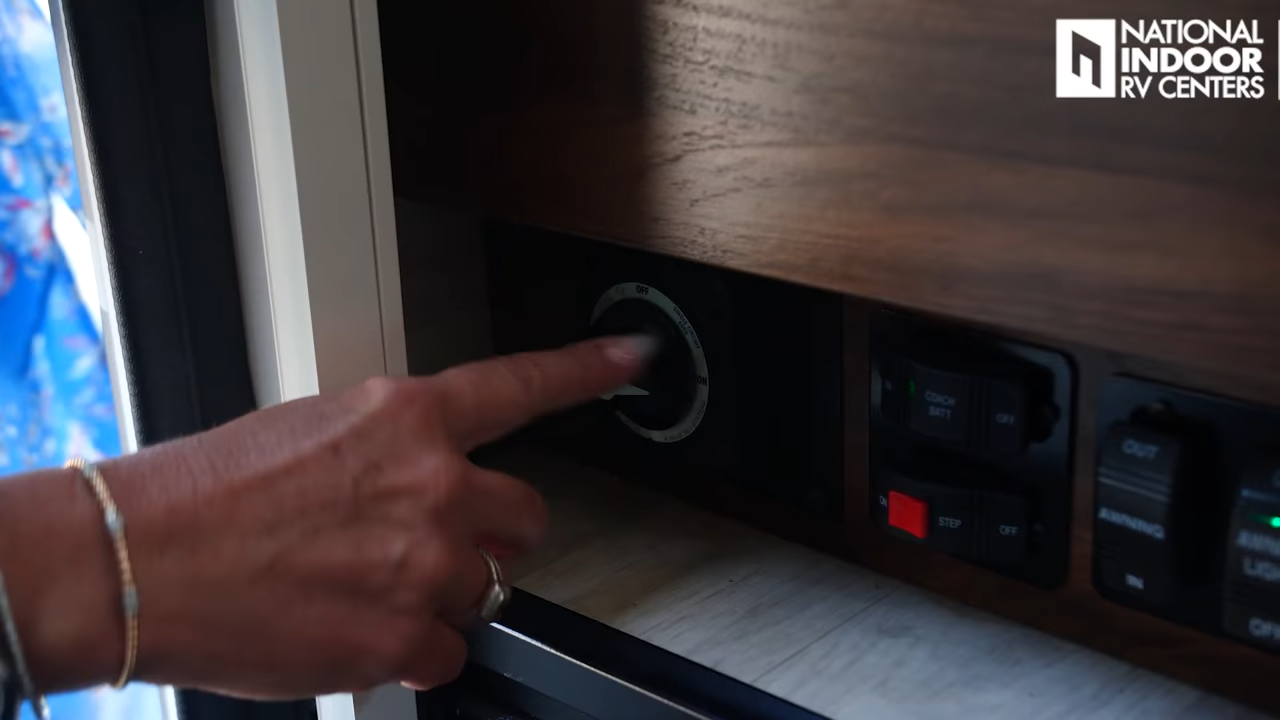 NATIONAL
INDOOR
RV CENTERS
OFF
ON
COACH
BATT
OFF
STEP
OFF
OUT
AWNING
IN